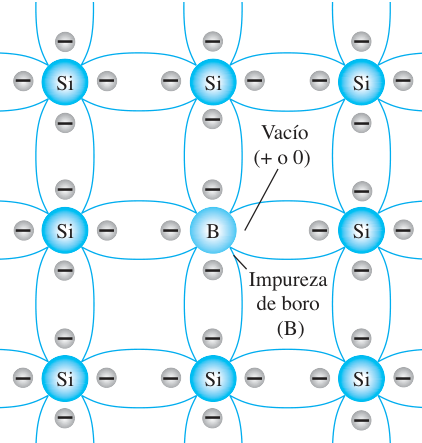 Si Si Si
Vacío
(+ o 0)
Si B Si
Impureza
de boro
(B)
Si Si Si